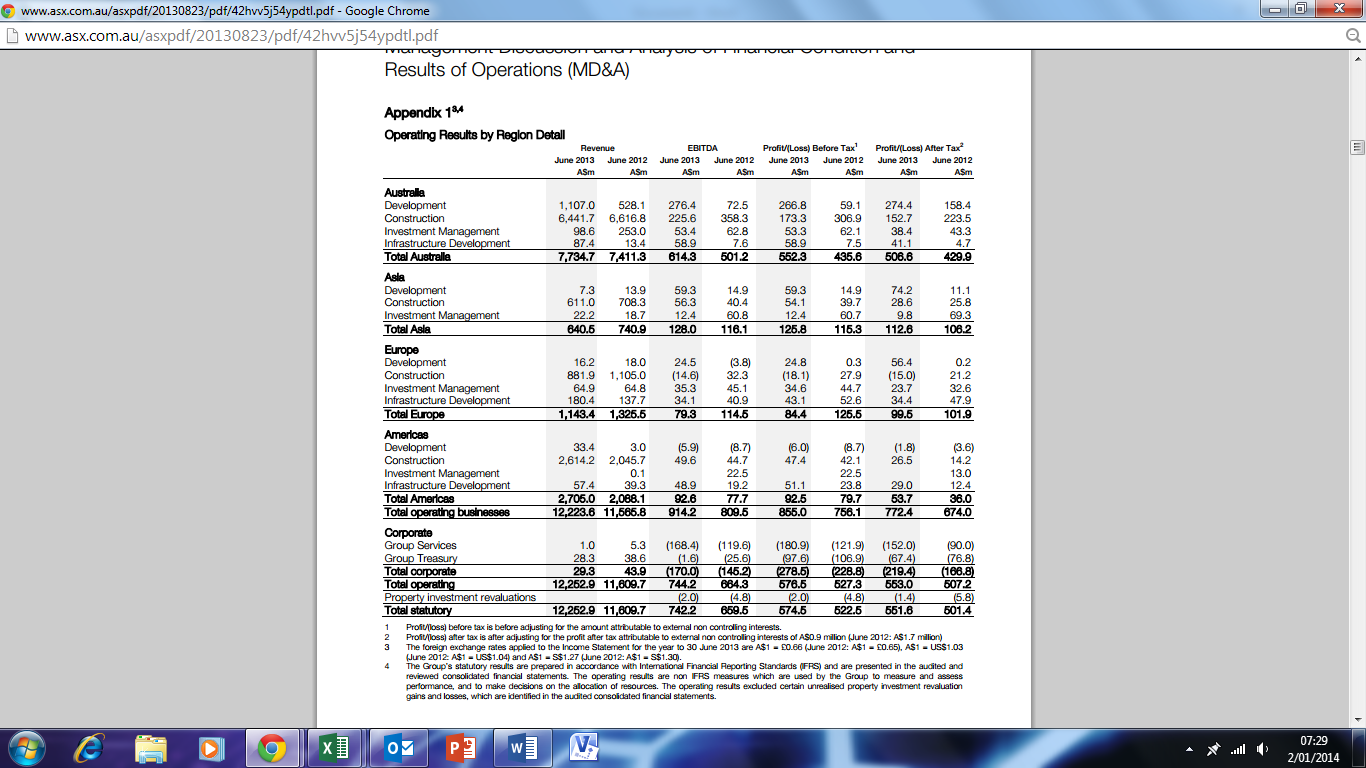 www.asx.com.au/asxpdf/20130823/pdf/42hvv5j54ypdtl.pdf - Google Chrome
www.asx.com.au/asxpdf/20130823/pdf/42hvv5j54ypdtl.pdf
Management Discussion and Analysis of Financial Condition and
Results of Operations (MD&A)
Appendix 1³,⁴
Operating Results by Region Detail
Revenue EBITDA Profit/(Loss) Before Tax¹ Profit/(Loss) After Tax²
June 2013 June 2012 June 2013 June 2012 June 2013 June 2012 June 2013 June 2012
A$m A$m A$m A$m A$m A$m A$m A$m
Australia
Development 1,107.0 528.1 276.4 72.5 266.8 59.1 274.4 158.4
Construction 6,441.7 6,616.8 225.6 358.3 173.3 306.9 152.7 223.5
Investment Management 98.6 253.0 53.4 62.8 53.3 62.1 38.4 43.3
Infrastructure Development 87.4 13.4 58.9 7.6 58.9 7.5 41.1 4.7
Total Australia 7,734.7 7,411.3 614.3 501.2 552.3 435.6 506.6 429.9
Asia
Development 7.3 13.9 59.3 14.9 59.3 14.9 74.2 11.1
Construction 611.0 708.3 56.3 40.4 54.1 39.7 28.6 25.8
Investment Management 22.2 18.7 12.4 60.8 12.4 60.7 9.8 69.3
Total Asia 640.5 740.9 128.0 116.1 125.8 115.3 112.6 106.2
Europe
Development 16.2 18.0 24.5 (3.8) 24.8 0.3 56.4 0.2
Construction 881.9 1,105.0 (14.6) 32.3 (18.1) 27.9 (15.0) 21.2
Investment Management 64.9 64.8 35.3 45.1 34.6 44.7 23.7 32.6
Infrastructure Development 180.4 137.7 34.1 40.9 43.1 52.6 34.4 47.9
Total Europe 1,143.4 1,325.5 79.3 114.5 84.4 125.5 99.5 101.9
Americas
Development 33.4 3.0 (5.9) (8.7) (6.0) (8.7) (1.8) (3.6)
Construction 2,614.2 2,045.7 49.6 44.7 47.4 42.1 26.5 14.2
Investment Management 0.1 22.5 22.5 13.0
Infrastructure Development 57.4 39.3 48.9 19.2 51.1 23.8 29.0 12.4
Total Americas 2,705.0 2,088.1 92.6 77.7 92.5 79.7 53.7 36.0
Total operating businesses 12,223.6 11,565.8 914.2 809.5 855.0 756.1 772.4 674.0
Corporate
Group Services 1.0 5.3 (168.4) (119.6) (180.9) (121.9) (152.0) (90.0)
Group Treasury 28.3 38.6 (1.6) (25.6) (97.6) (106.9) (67.4) (76.8)
Total corporate 29.3 43.9 (170.0) (145.2) (278.5) (228.8) (219.4) (166.8)
Total operating 12,252.9 11,609.7 744.2 664.3 576.5 527.3 553.0 507.2
Property investment revaluations (2.0) (4.8) (2.0) (4.8) (1.4) (5.8)
Total statutory 12,252.9 11,609.7 742.2 659.5 574.5 522.5 551.6 501.4
1 Profit/(loss) before tax is before adjusting for the amount attributable to external non controlling interests.
2 Profit/(loss) after tax is after adjusting for the profit after tax attributable to external non controlling interests of A$0.9 million (June 2012: A$1.7 million)
3 The foreign exchange rates applied to the Income Statement for the year to 30 June 2013 are A$1 = £0.66 (June 2012: A$1 = £0.65), A$1 = US$1.03
(June 2012: A$1 = US$1.04) and A$1 = S$1.27 (June 2012: A$1 = S$1.30).
4 The Group's statutory results are prepared in accordance with International Financial Reporting Standards (IFRS) and are presented in the audited and
reviewed consolidated financial statements. The operating results are non IFRS measures which are used by the Group to measure and assess
performance, and to make decisions on the allocation of resources. The operating results excluded certain unrealised property investment revaluation
gains and losses, which are identified in the audited consolidated financial statements.
07:29
2/01/2014